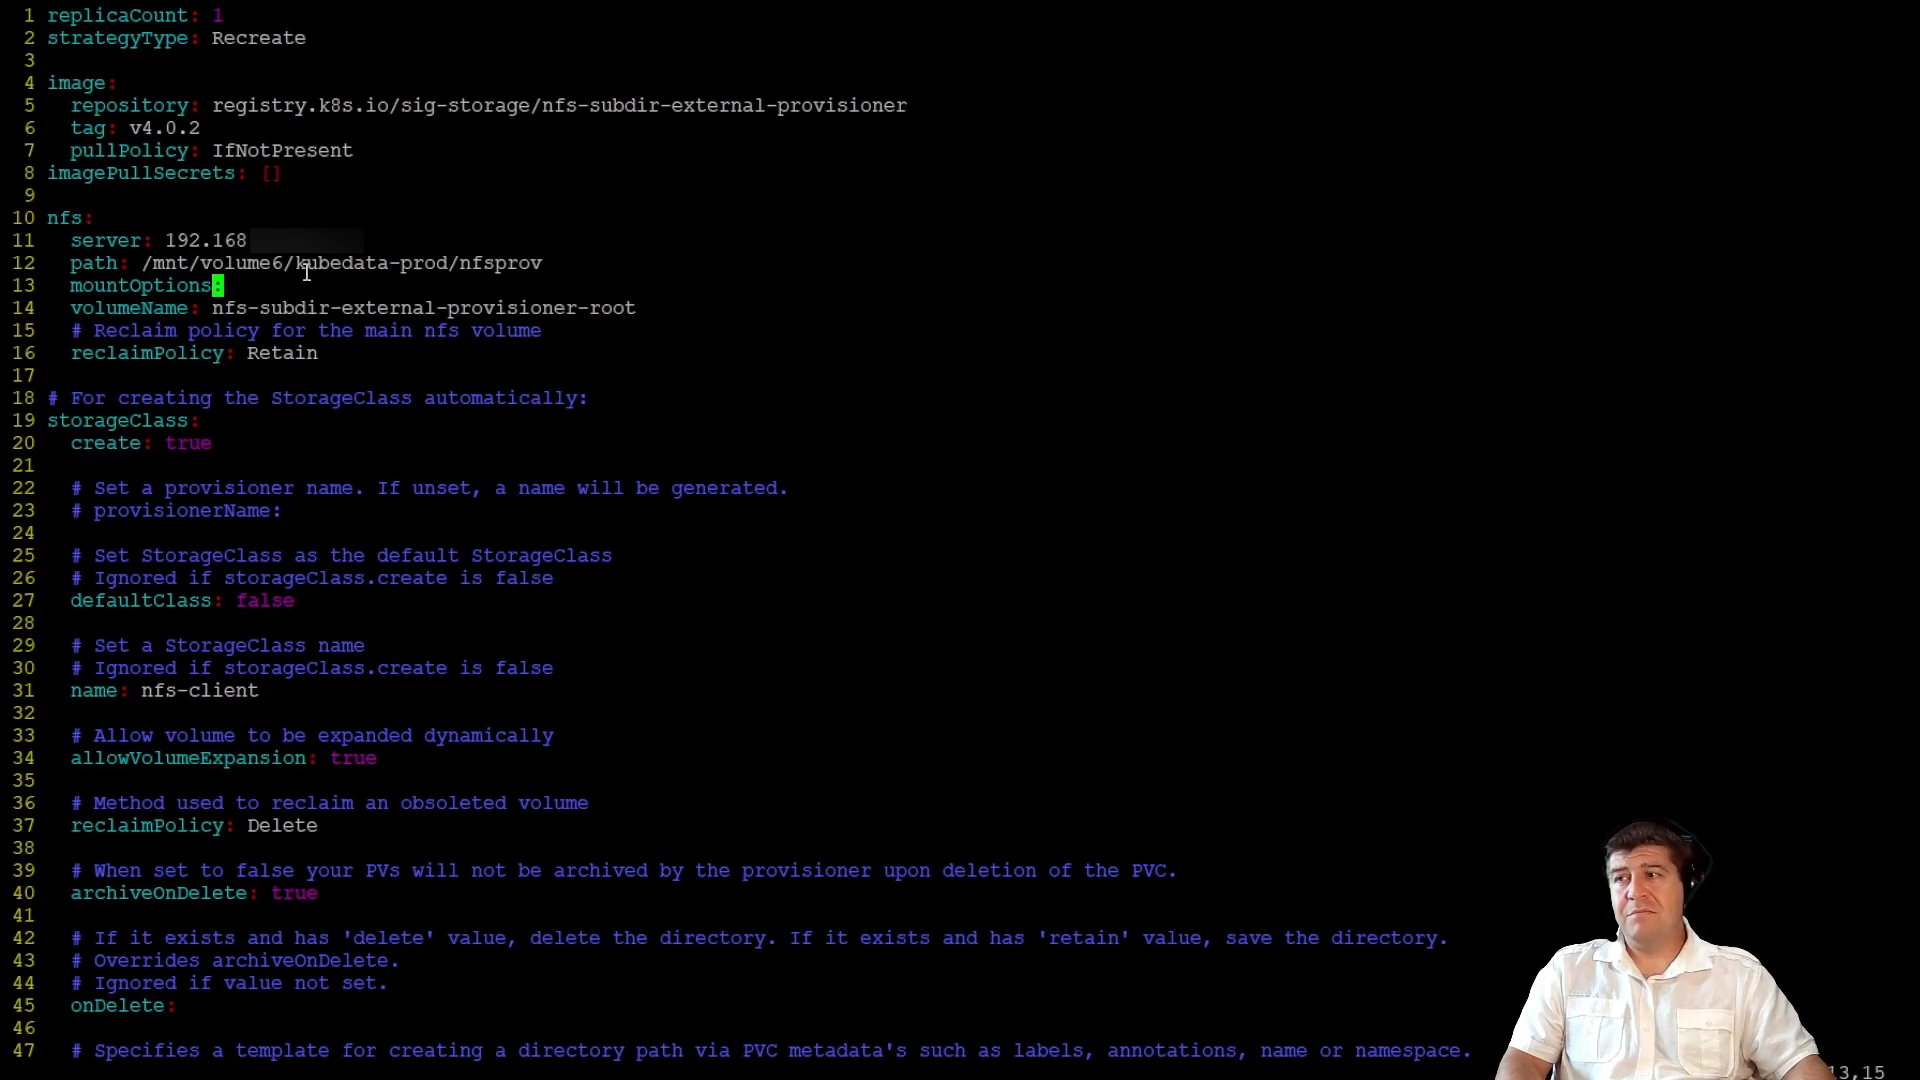 1 replicaCount: 1
2 strategyType: Recreate
3
4 image:
5   repository: registry.k8s.io/sig-storage/nfs-subdir-external-provisioner
6   tag: v4.0.2
7   pullPolicy: IfNotPresent
8 imagePullSecrets: []
9
10 nfs:
11   server: 192.168
12   path: /mnt/volume6/kubedata-prod/nfsprov
13   mountOptions:
14   volumeName: nfs-subdir-external-provisioner-root
15   # Reclaim policy for the main nfs volume
16   reclaimPolicy: Retain
17
18 # For creating the StorageClass automatically:
19 storageClass:
20   create: true
21
22   # Set a provisioner name. If unset, a name will be generated.
23   # provisionerName:
24
25   # Set StorageClass as the default StorageClass
26   # Ignored if storageClass.create is false
27   defaultClass: false
28
29   # Set a StorageClass name
30   # Ignored if storageClass.create is false
31   name: nfs-client
32
33   # Allow volume to be expanded dynamically
34   allowVolumeExpansion: true
35
36   # Method used to reclaim an obsoleted volume
37   reclaimPolicy: Delete
38
39   # When set to false your PVs will not be archived by the provisioner upon deletion of the PVC.
40   archiveOnDelete: true
41
42   # If it exists and has 'delete' value, delete the directory. If it exists and has 'retain' value, save the directory.
43   # Overrides archiveOnDelete.
44   # Ignored if value not set.
45   onDelete:
46
47   # Specifies a template for creating a directory path via PVC metadata's such as labels, annotations, name or namespace.
13,15